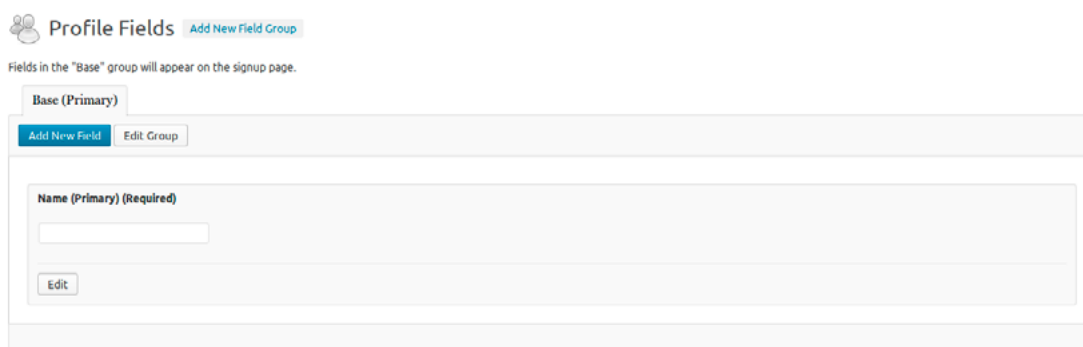 Profile Fields Add New Field Group
Fields in the "Base" group will appear on the signup page.
Base (Primary)
Add New Field Edit Group
Name (Primary) (Required)
Edit